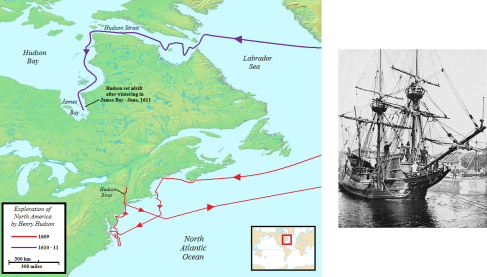 Hudson Strait
Hudson
Bay
Labrador
Sea
Hudson set adrift
after wintering in
James Bay - June, 1611
James
Bay
Hudson
River
Exploration of
North America
by Henry Hudson
1609
1610 - 11
300 km
300 miles
North
Atlantic
Ocean